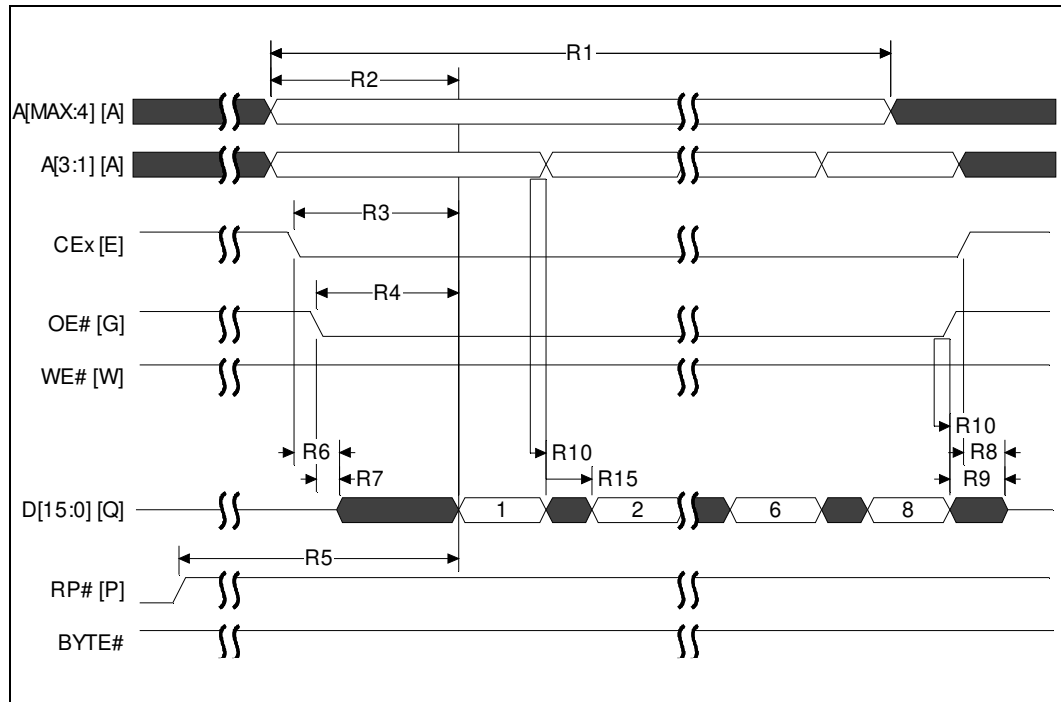 R1
R2
A[MAX:4] [A]
A[3:1] [A]
R3
CEx [E]
R4
OE# [G]
WE# [W]
R10
R6
R10
R8
R7
R15
R9
D[15:0] [Q]
1
2
6
8
R5
RP# [P]
BYTE#